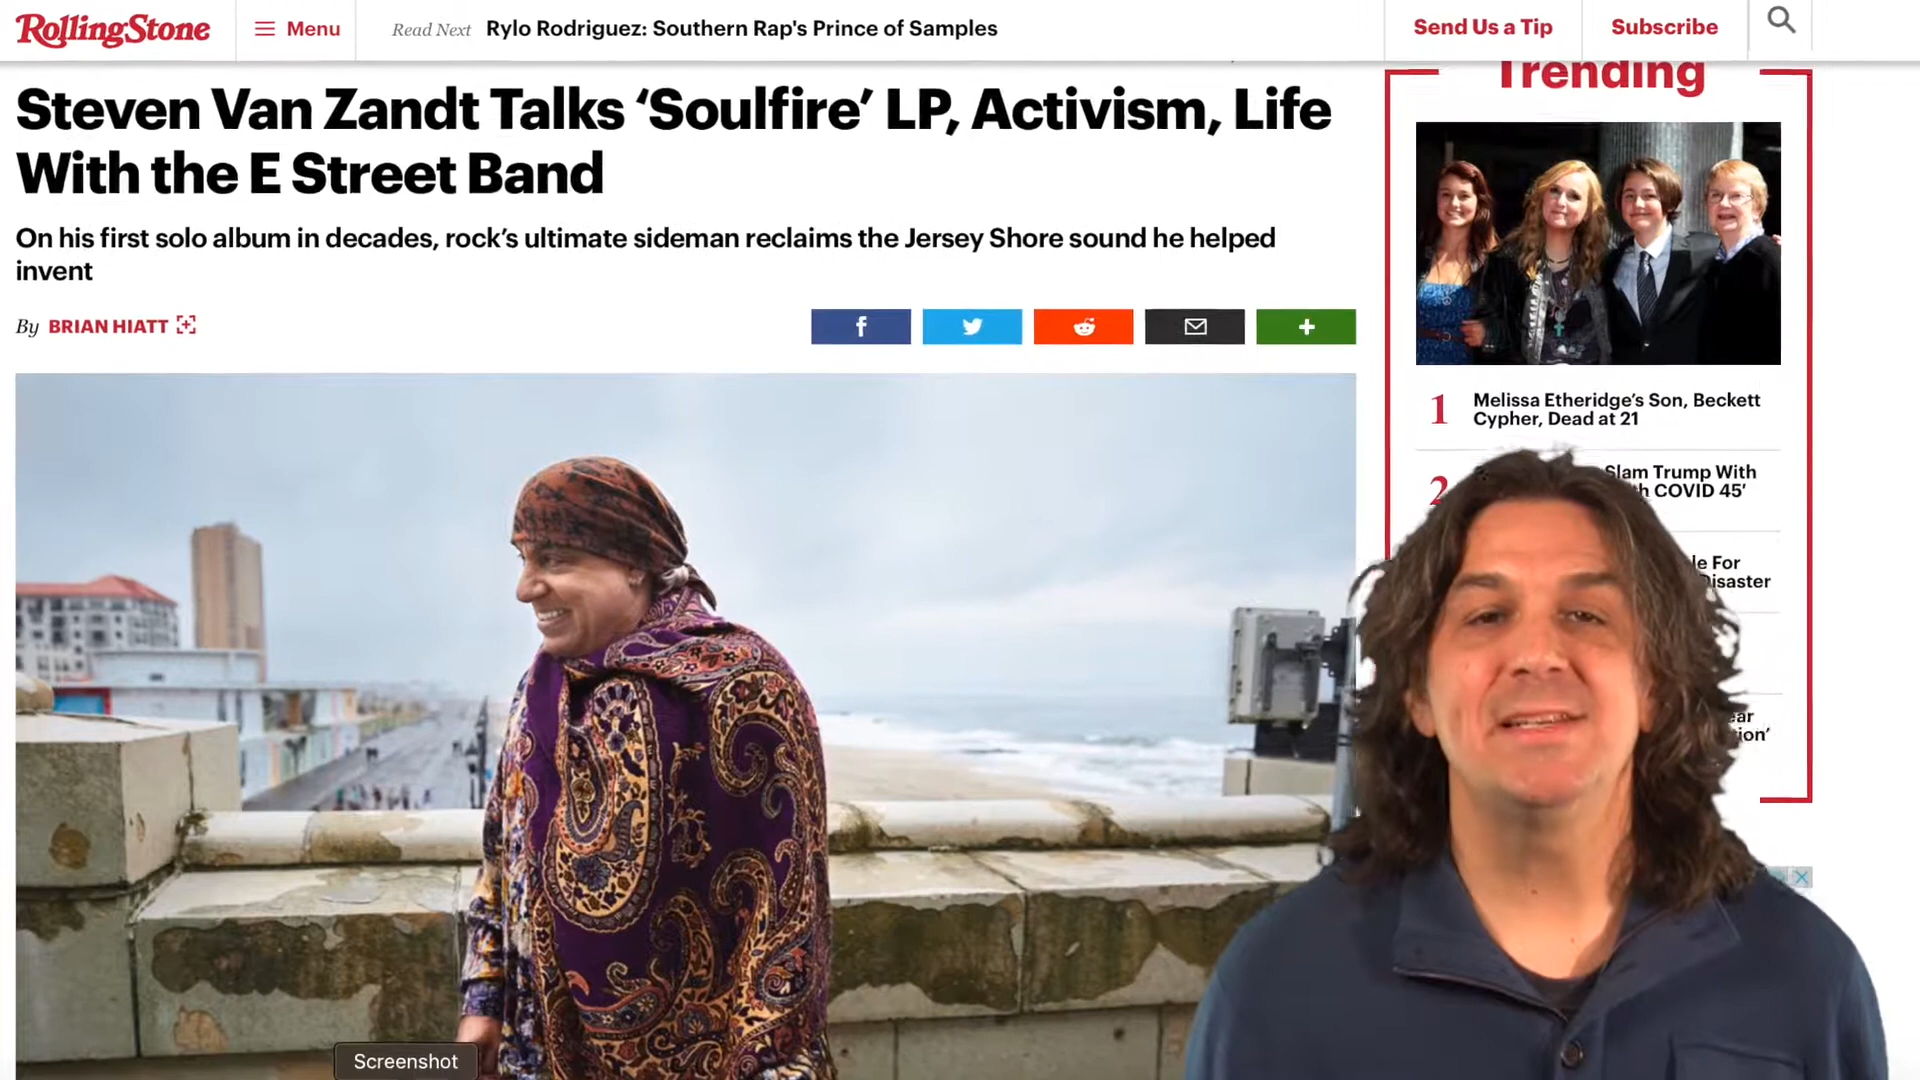 RollingStone
Menu
Read Next Rylo Rodriguez: Southern Rap's Prince of Samples
Send Us a Tip
Subscribe
Steven Van Zandt Talks ‘Soulfire’ LP, Activism, Life
With the E Street Band
On his first solo album in decades, rock’s ultimate sideman reclaims the Jersey Shore sound he helped
invent
By BRIAN HIATT
Trending
1
Melissa Etheridge’s Son, Beckett
Cypher, Dead at 21
2
Slam Trump With
COVID 45’
For
Disaster
Screenshot